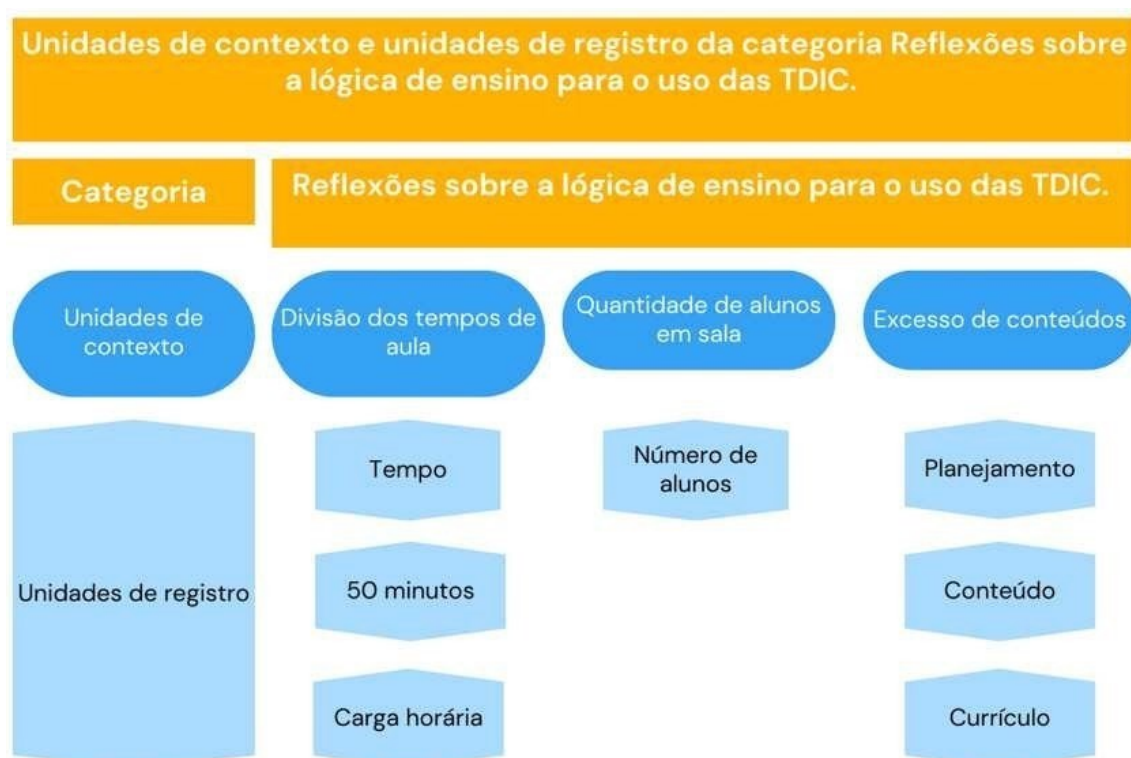 Unidades de contexto e unidades de registro da categoria Reflexões sobre
a lógica de ensino para o uso das TDIC.
Categoria
Reflexões sobre a lógica de ensino para o uso das TDIC.
Unidades de
contexto
Divisão dos tempos de
aula
Quantidade de alunos
em sala
Excesso de conteúdos
Unidades de registro
Tempo
50 minutos
Carga horária
Número de
alunos
Planejamento
Conteúdo
Currículo